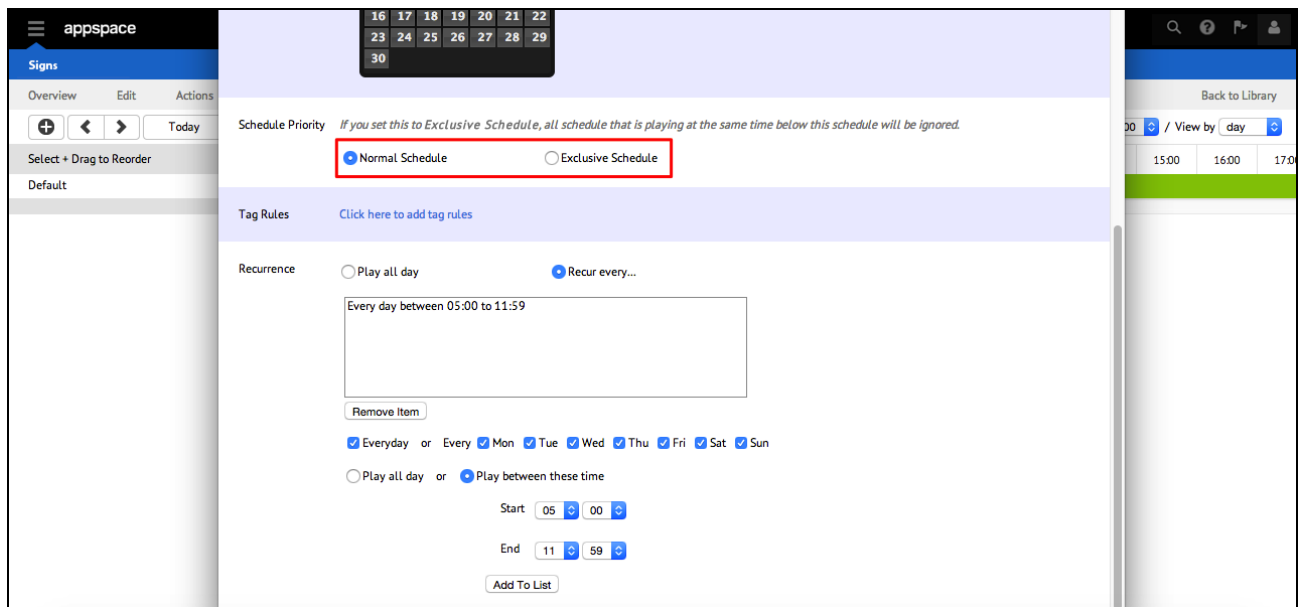 appspace
Signs
Overview Edit Actions
Back to Library
Today
00 / View by day
Select + Drag to Reorder
15:00 16:00 17:0
Default
16 17 18 19 20 21 22
23 24 25 26 27 28 29
30
Schedule Priority If you set this to Exclusive Schedule, all schedule that is playing at the same time below this schedule will be ignored.
Normal Schedule Exclusive Schedule
Tag Rules Click here to add tag rules
Recurrence Play all day Recur every...
Every day between 05:00 to 11:59
Remove Item
Everyday or Every Mon Tue Wed Thu Fri Sat Sun
Play all day or Play between these time
Start 05 00
End 11 59
Add To List